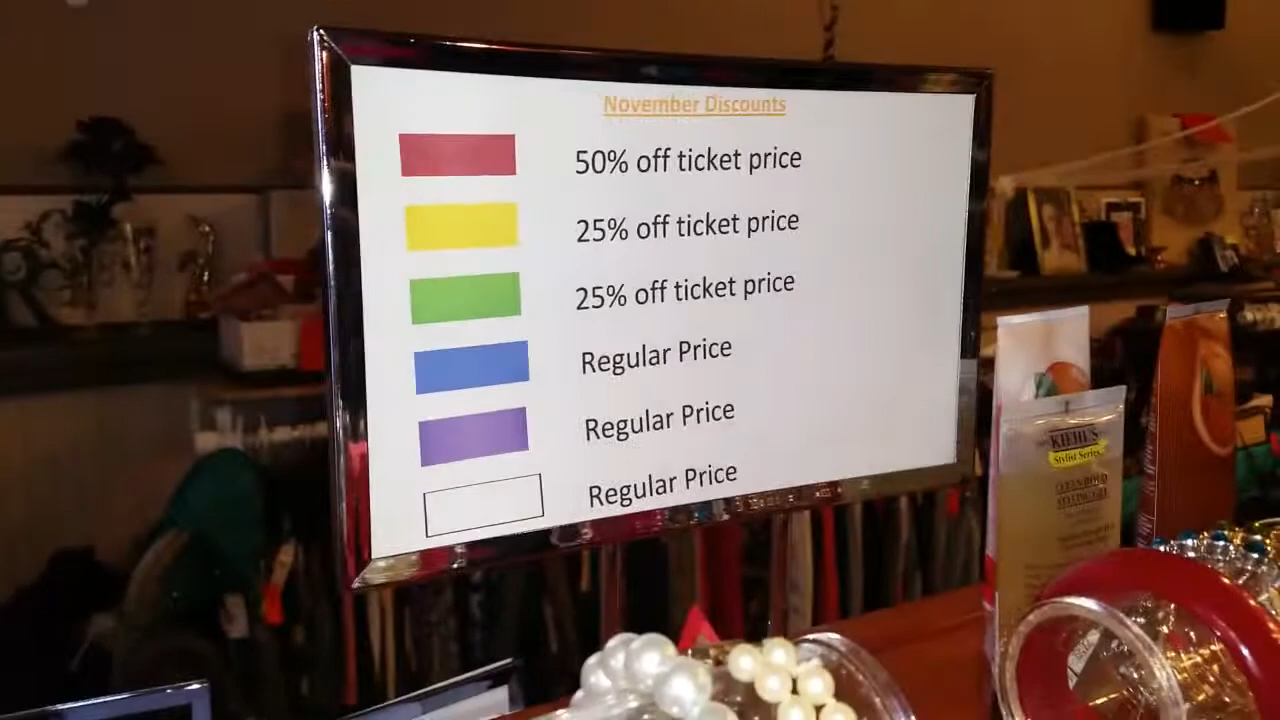 November Discounts
50% off ticket price
25% off ticket price
25% off ticket price
Regular Price
Regular Price
Regular Price
KIEHL'S
Stylist Series